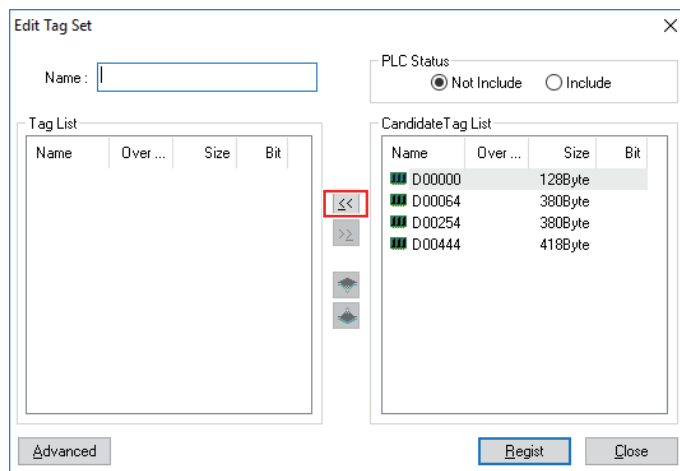 Edit Tag Set
Name :
PLC Status
Not Include Include
Tag List
Name Over ... Size Bit
<<
>>
CandidateTag List
Name Over ... Size Bit
D00000 128Byte
D00064 380Byte
D00254 380Byte
D00444 418Byte
Advanced Regist Close